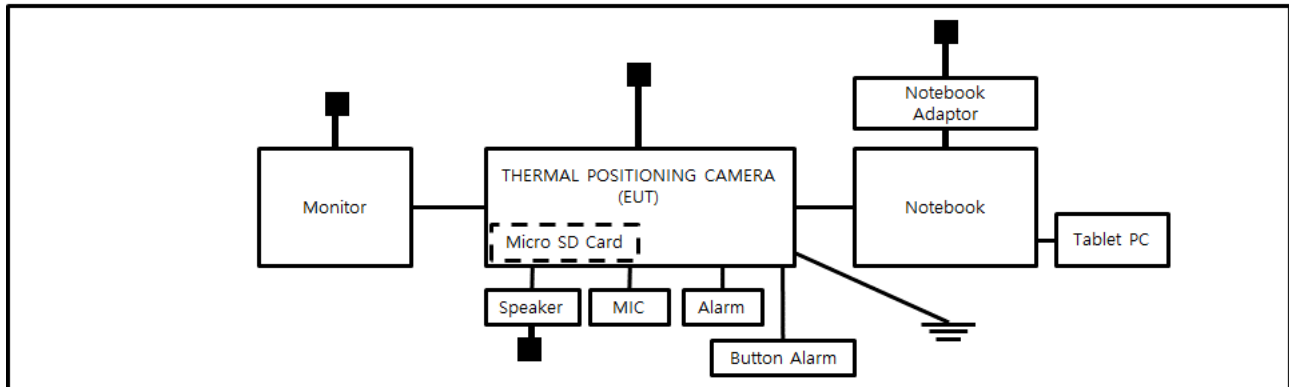 Notebook
Adaptor
THERMAL POSITIONING CAMERA
(EUT)
Monitor
Notebook
Micro SD Card
Tablet PC
Speaker
MIC
Alarm
Button Alarm